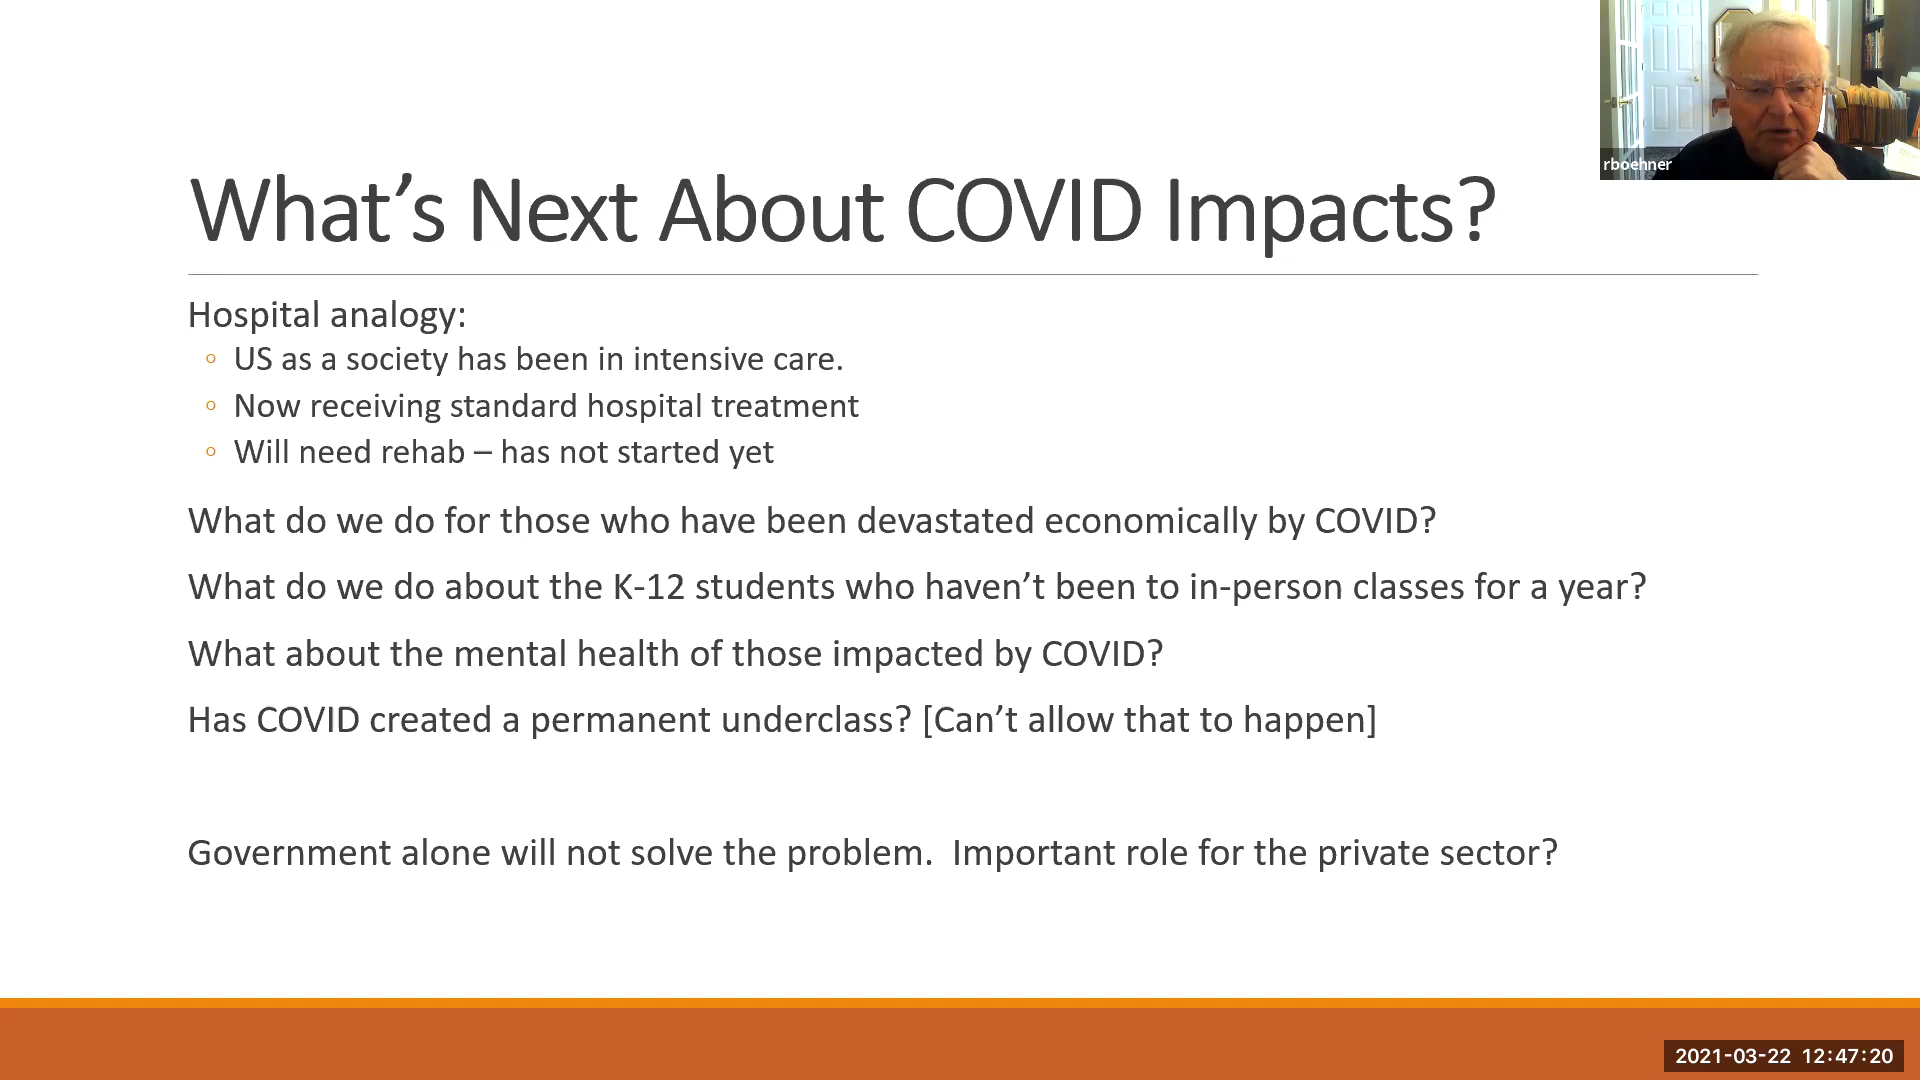 rboehner
What’s Next About COVID Impacts?
Hospital analogy:
◦ US as a society has been in intensive care.
◦ Now receiving standard hospital treatment
◦ Will need rehab – has not started yet
What do we do for those who have been devastated economically by COVID?
What do we do about the K-12 students who haven’t been to in-person classes for a year?
What about the mental health of those impacted by COVID?
Has COVID created a permanent underclass? [Can’t allow that to happen]
Government alone will not solve the problem.  Important role for the private sector?
2021-03-22 12:47:20